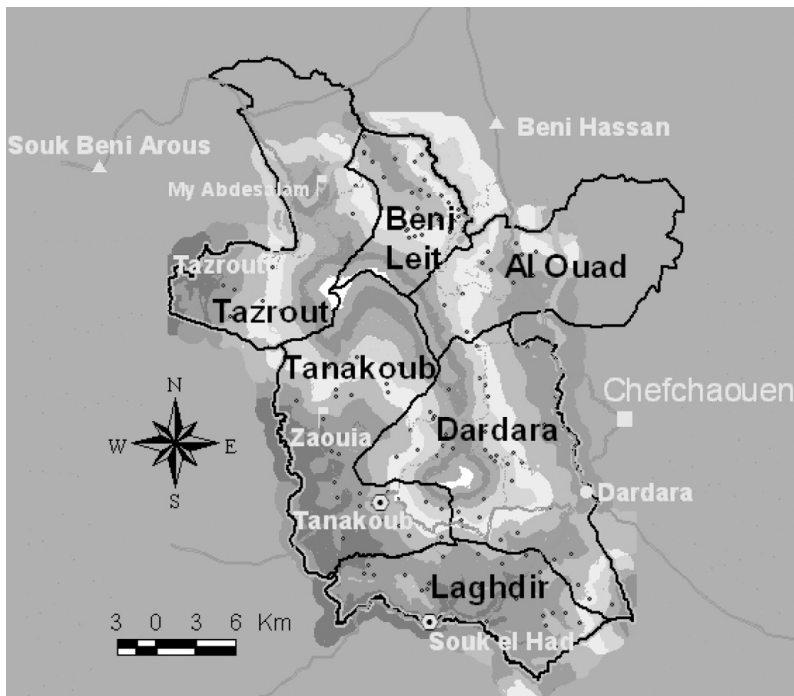 Beni Hassan
Souk Beni Arous
My Abdesalam
Beni
Leit
Al Ouad
Tazrout
Tazrout
Tanakoub
Chefchaouen
N
W E
S
Zaouia
Dardara
Dardara
Tanakoub
Laghdir
Souk el Had
3 0 3 6 Km